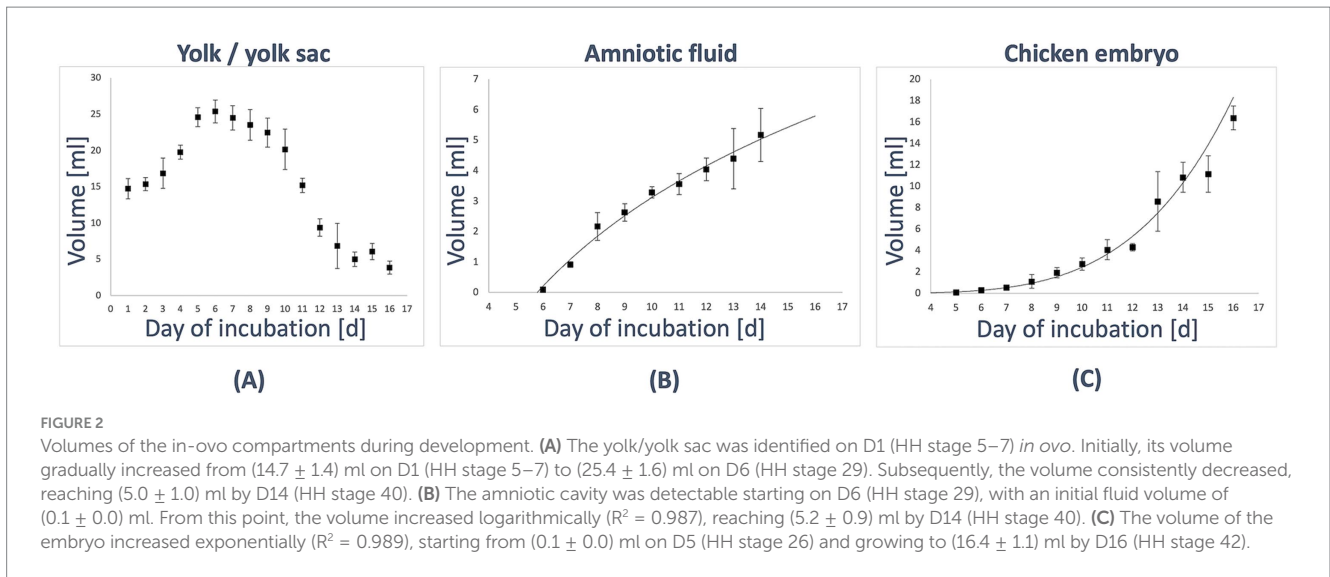 Yolk / yolk sac
Volume [ml]
30
25
20
15
10
5
0
0 1 2 3 4 5 6 7 8 9 10 11 12 13 14 15 16 17
Day of incubation [d]
(A)
Amniotic fluid
Volume [ml]
7
6
5
4
3
2
1
0
4 5 6 7 8 9 10 11 12 13 14 15 16 17
Day of incubation [d]
(B)
Chicken embryo
Volume [ml]
20
18
16
14
12
10
8
6
4
2
0
4 5 6 7 8 9 10 11 12 13 14 15 16 17
Day of incubation [d]
(C)
FIGURE 2
Volumes of the in-ovo compartments during development. (A) The yolk/yolk sac was identified on D1 (HH stage 5–7) in ovo. Initially, its volume
gradually increased from (14.7 ± 1.4) ml on D1 (HH stage 5–7) to (25.4 ± 1.6) ml on D6 (HH stage 29). Subsequently, the volume consistently decreased,
reaching (5.0 ± 1.0) ml by D14 (HH stage 40). (B) The amniotic cavity was detectable starting on D6 (HH stage 29), with an initial fluid volume of
(0.1 ± 0.0) ml. From this point, the volume increased logarithmically (R² = 0.987), reaching (5.2 ± 0.9) ml by D14 (HH stage 40). (C) The volume of the
embryo increased exponentially (R² = 0.989), starting from (0.1 ± 0.0) ml on D5 (HH stage 26) and growing to (16.4 ± 1.1) ml by D16 (HH stage 42).